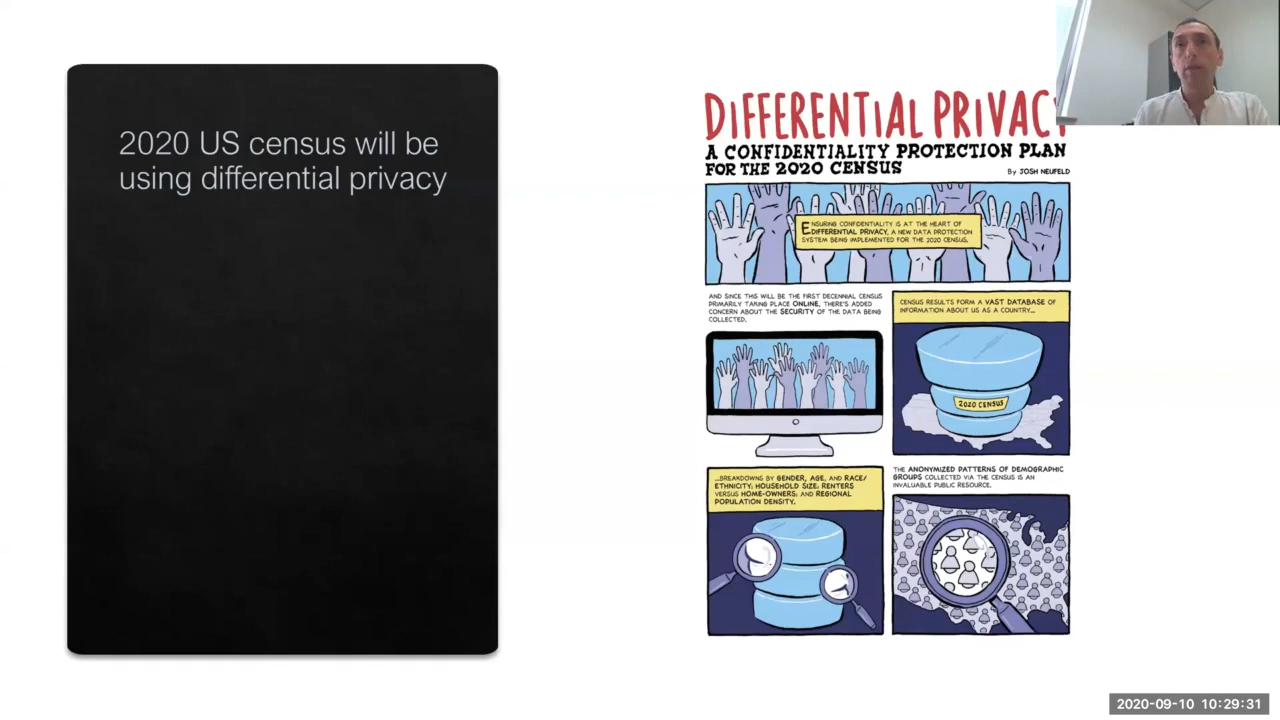 2020 US census will be
using differential privacy
DIFFERENTIAL PRIVACY
A CONFIDENTIALITY PROTECTION PLAN
FOR THE 2020 CENSUS
By JOSH NEUFELD
ENSURING CONFIDENTIALITY IS AT THE HEART OF
DIFFERENTIAL PRIVACY, A NEW DATA PROTECTION
SYSTEM BEING IMPLEMENTED FOR THE 2020 CENSUS.
AND SINCE THIS WILL BE THE FIRST DECENNIAL CENSUS
PRIMARILY TAKING PLACE ONLINE, THERE'S ADDED
CONCERN ABOUT THE SECURITY OF THE DATA BEING
COLLECTED.
CENSUS RESULTS FORM A VAST DATABASE OF
INFORMATION ABOUT US AS A COUNTRY...
2020 CENSUS
...BREAKDOWNS BY GENDER, AGE, AND RACE/
ETHNICITY; HOUSEHOLD SIZE; RENTERS
VERSUS HOME-OWNERS; AND REGIONAL
POPULATION DENSITY.
THE ANONYMIZED PATTERNS OF DEMOGRAPHIC
GROUPS COLLECTED VIA THE CENSUS IS AN
INVALUABLE PUBLIC RESOURCE.
2020-09-10 10:29:31